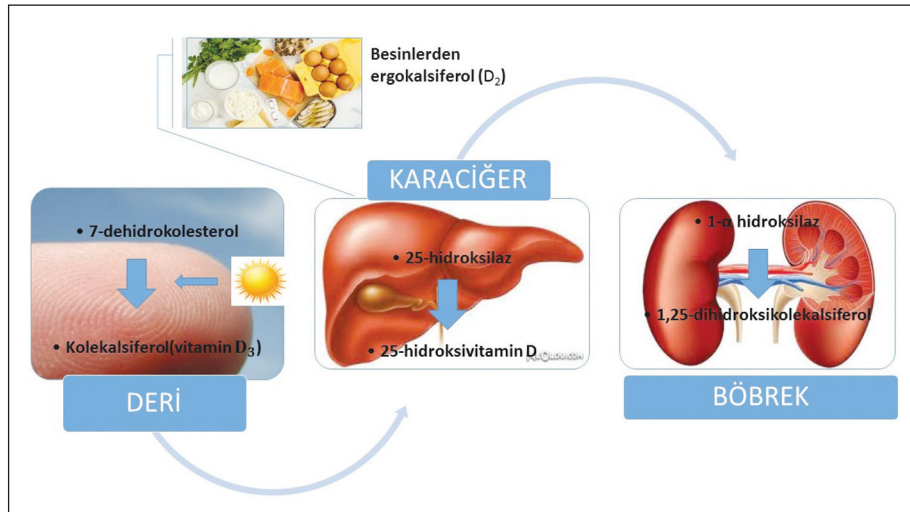 Besinlerden
ergokalsiferol (D₂)
KARACİĞER
• 7-dehidrokolesterol
• Kolekalsiferol(vitamin D₃)
DERİ
• 25-hidroksilaz
• 25-hidroksivitamin D
• 1-α hidroksilaz
• 1,25-dihidroksikolekalsiferol
BÖBREK